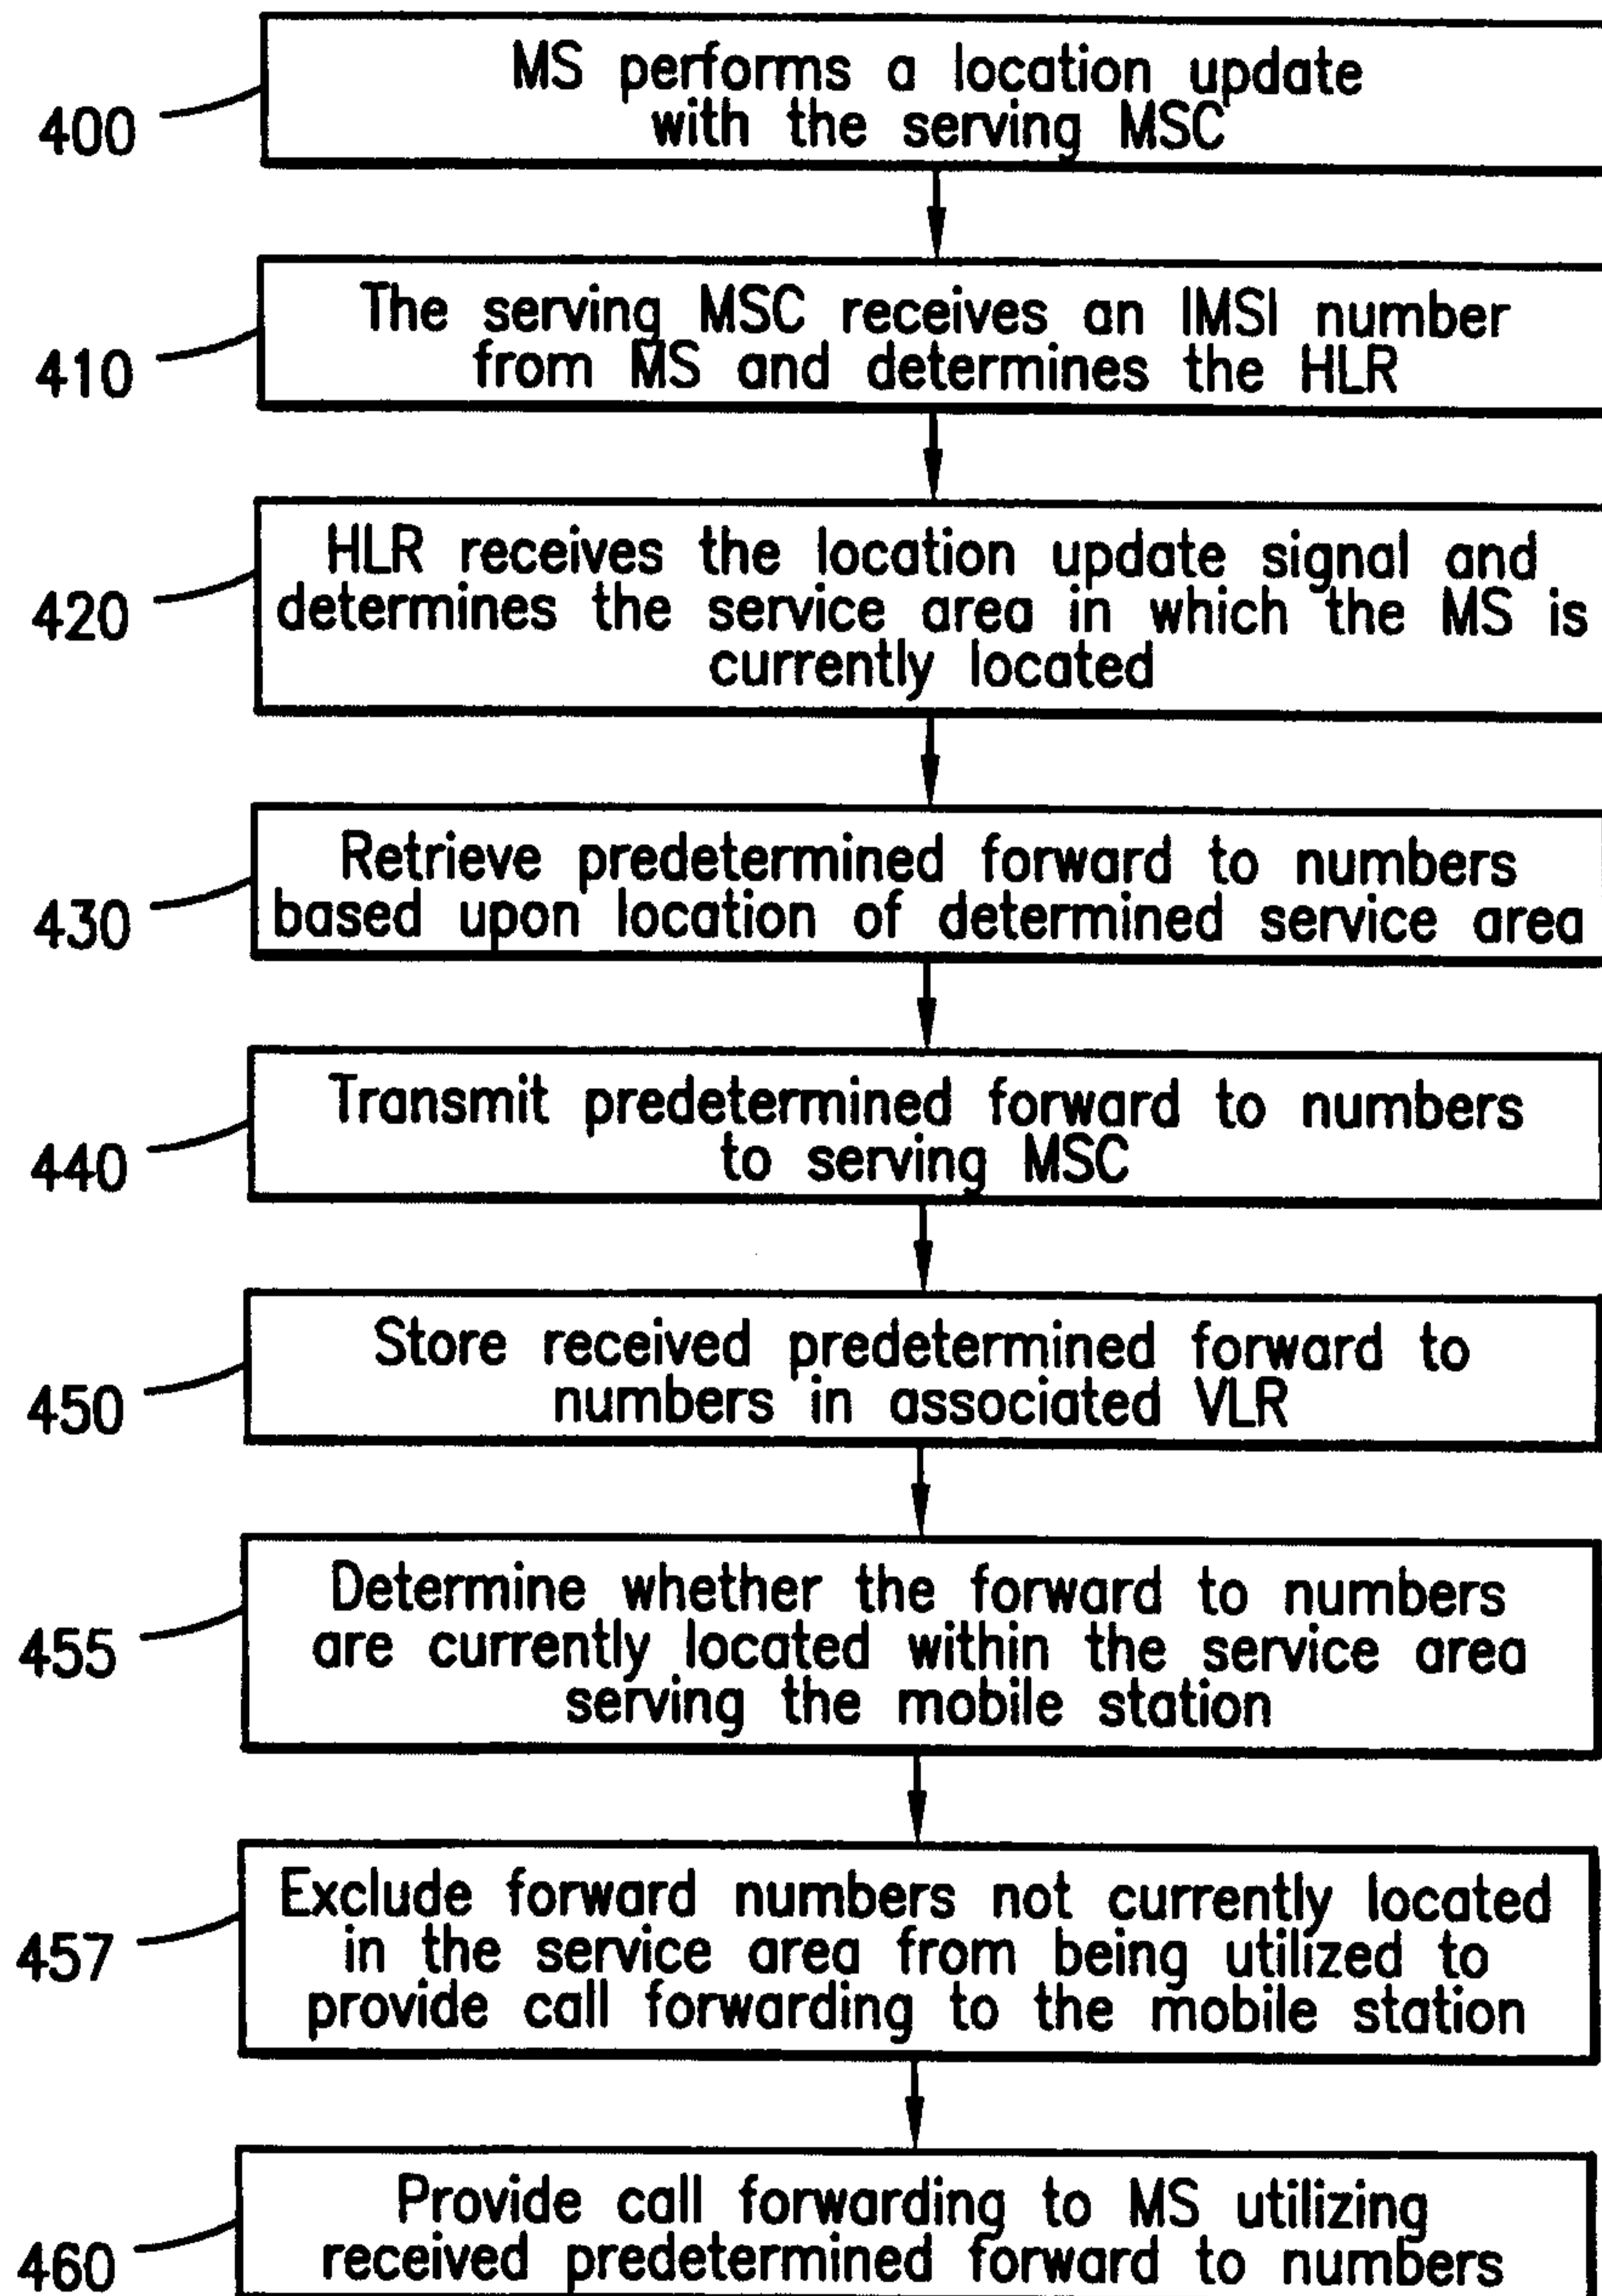 MS performs a location update
with the serving MSC
400
The serving MSC receives an IMSI number
from MS and determines the HLR
410
HLR receives the location update signal and
determines the service area in which the MS is
currently located
420
Retrieve predetermined forward to numbers
based upon location of determined service area
430
Transmit predetermined forward to numbers
to serving MSC
440
Store received predetermined forward to
numbers in associated VLR
450
Determine whether the forward to numbers
are currently located within the service area
serving the mobile station
455
Exclude forward numbers not currently located
in the service area from being utilized to
provide call forwarding to the mobile station
457
Provide call forwarding to MS utilizing
received predetermined forward to numbers
460